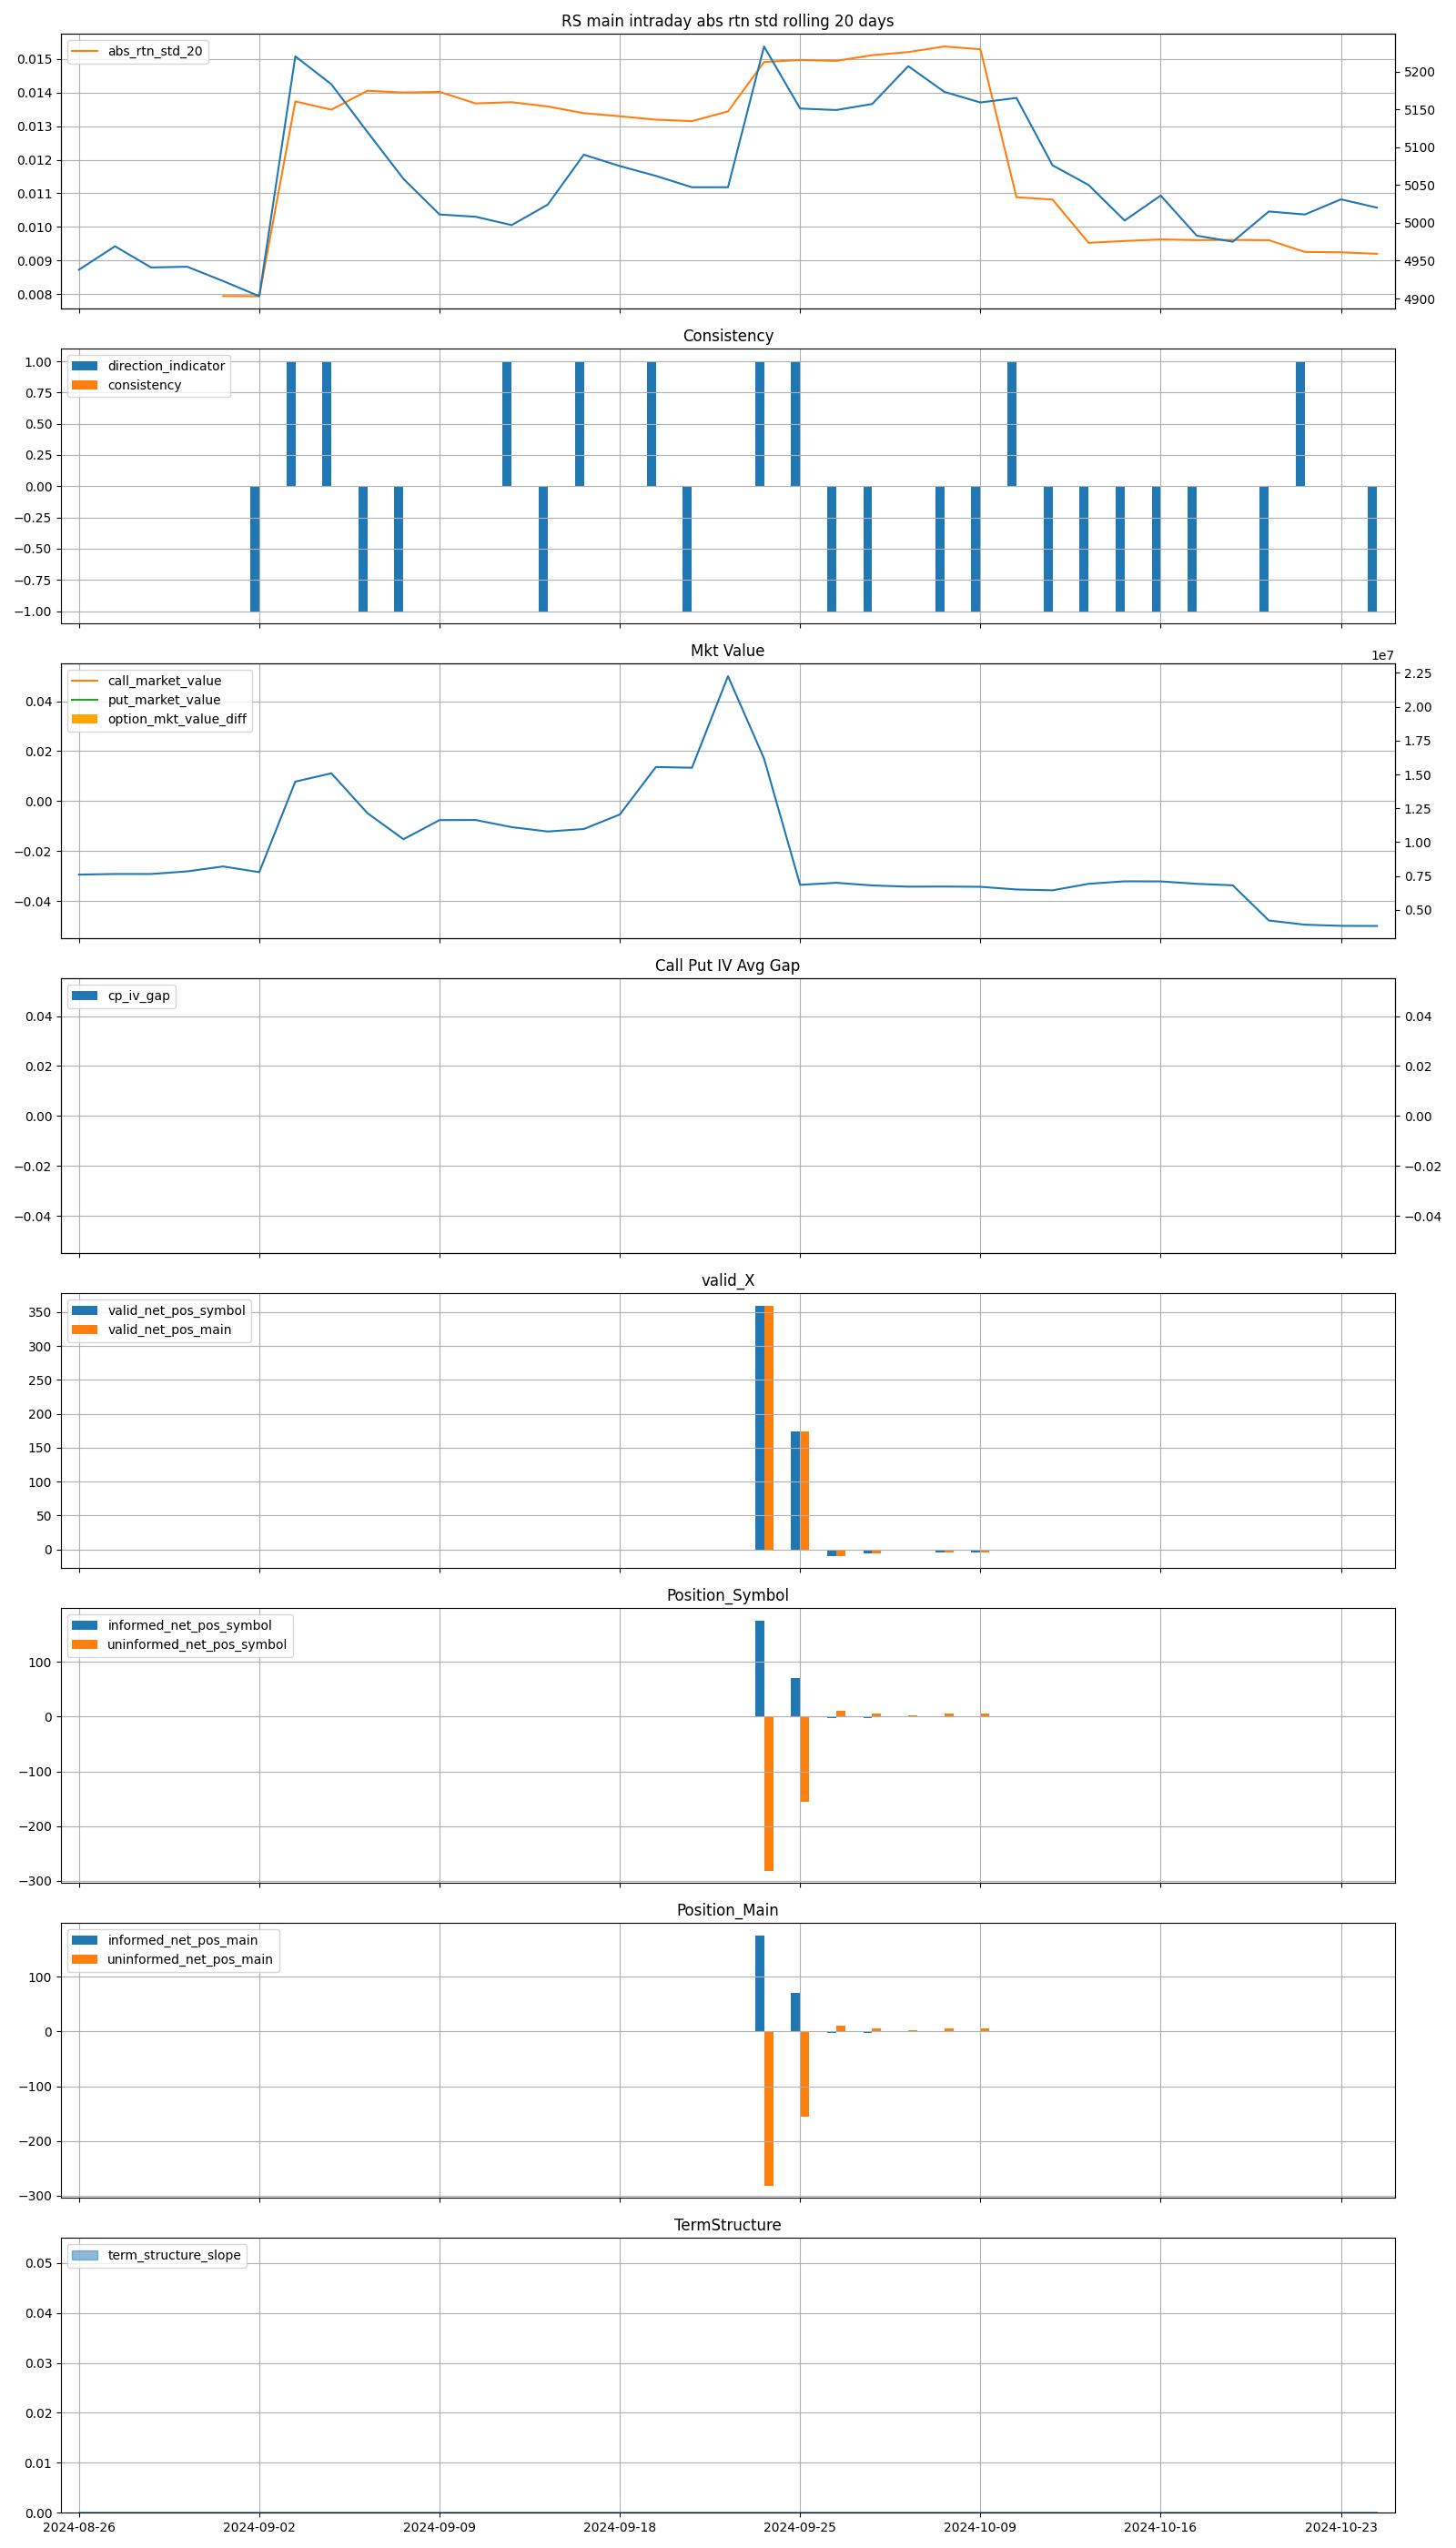 RS main intraday abs rtn std rolling 20 days
abs_rtn_std_20
0.015
0.014
0.013
0.012
0.011
0.010
0.009
0.008
5200
5150
5100
5050
5000
4950
4900
Consistency
direction_indicator
consistency
1.00
0.75
0.50
0.25
0.00
−0.25
−0.50
−0.75
−1.00
Mkt Value
1e7
call_market_value
put_market_value
option_mkt_value_diff
0.04
0.02
0.00
−0.02
−0.04
2.25
2.00
1.75
1.50
1.25
1.00
0.75
0.50
Call Put IV Avg Gap
cp_iv_gap
0.04
0.02
0.00
−0.02
−0.04
0.04
0.02
0.00
−0.02
−0.04
valid_X
valid_net_pos_symbol
valid_net_pos_main
350
300
250
200
150
100
50
0
Position_Symbol
informed_net_pos_symbol
uninformed_net_pos_symbol
100
0
−100
−200
−300
Position_Main
informed_net_pos_main
uninformed_net_pos_main
100
0
−100
−200
−300
TermStructure
term_structure_slope
0.05
0.04
0.03
0.02
0.01
0.00
2024-08-26 2024-09-02 2024-09-09 2024-09-18 2024-09-25 2024-10-09 2024-10-16 2024-10-23